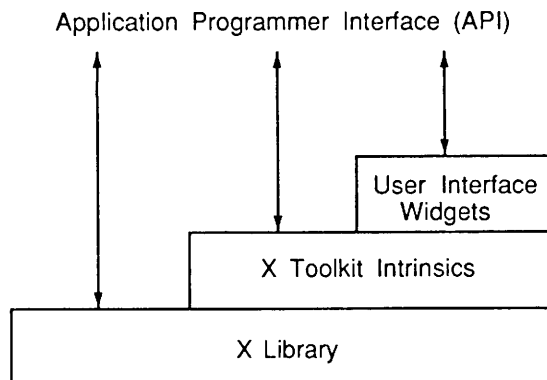 Application Programmer Interface (API)
User Interface
Widgets
X Toolkit Intrinsics
X Library